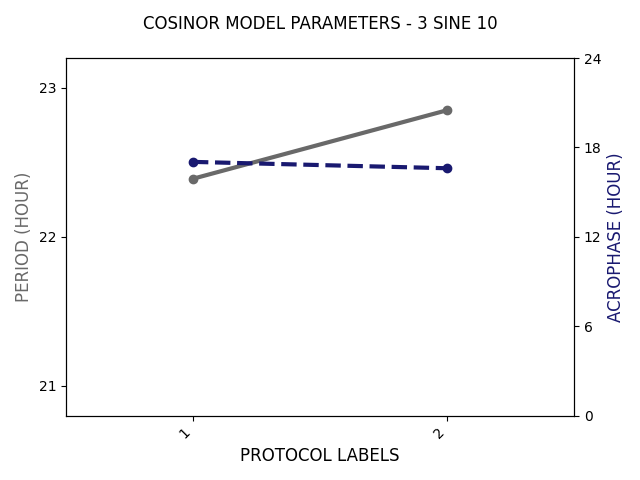 COSINOR MODEL PARAMETERS - 3 SINE 10
23
22
21
PERIOD (HOUR)
24
18
12
6
0
ACROPHASE (HOUR)
1
2
PROTOCOL LABELS